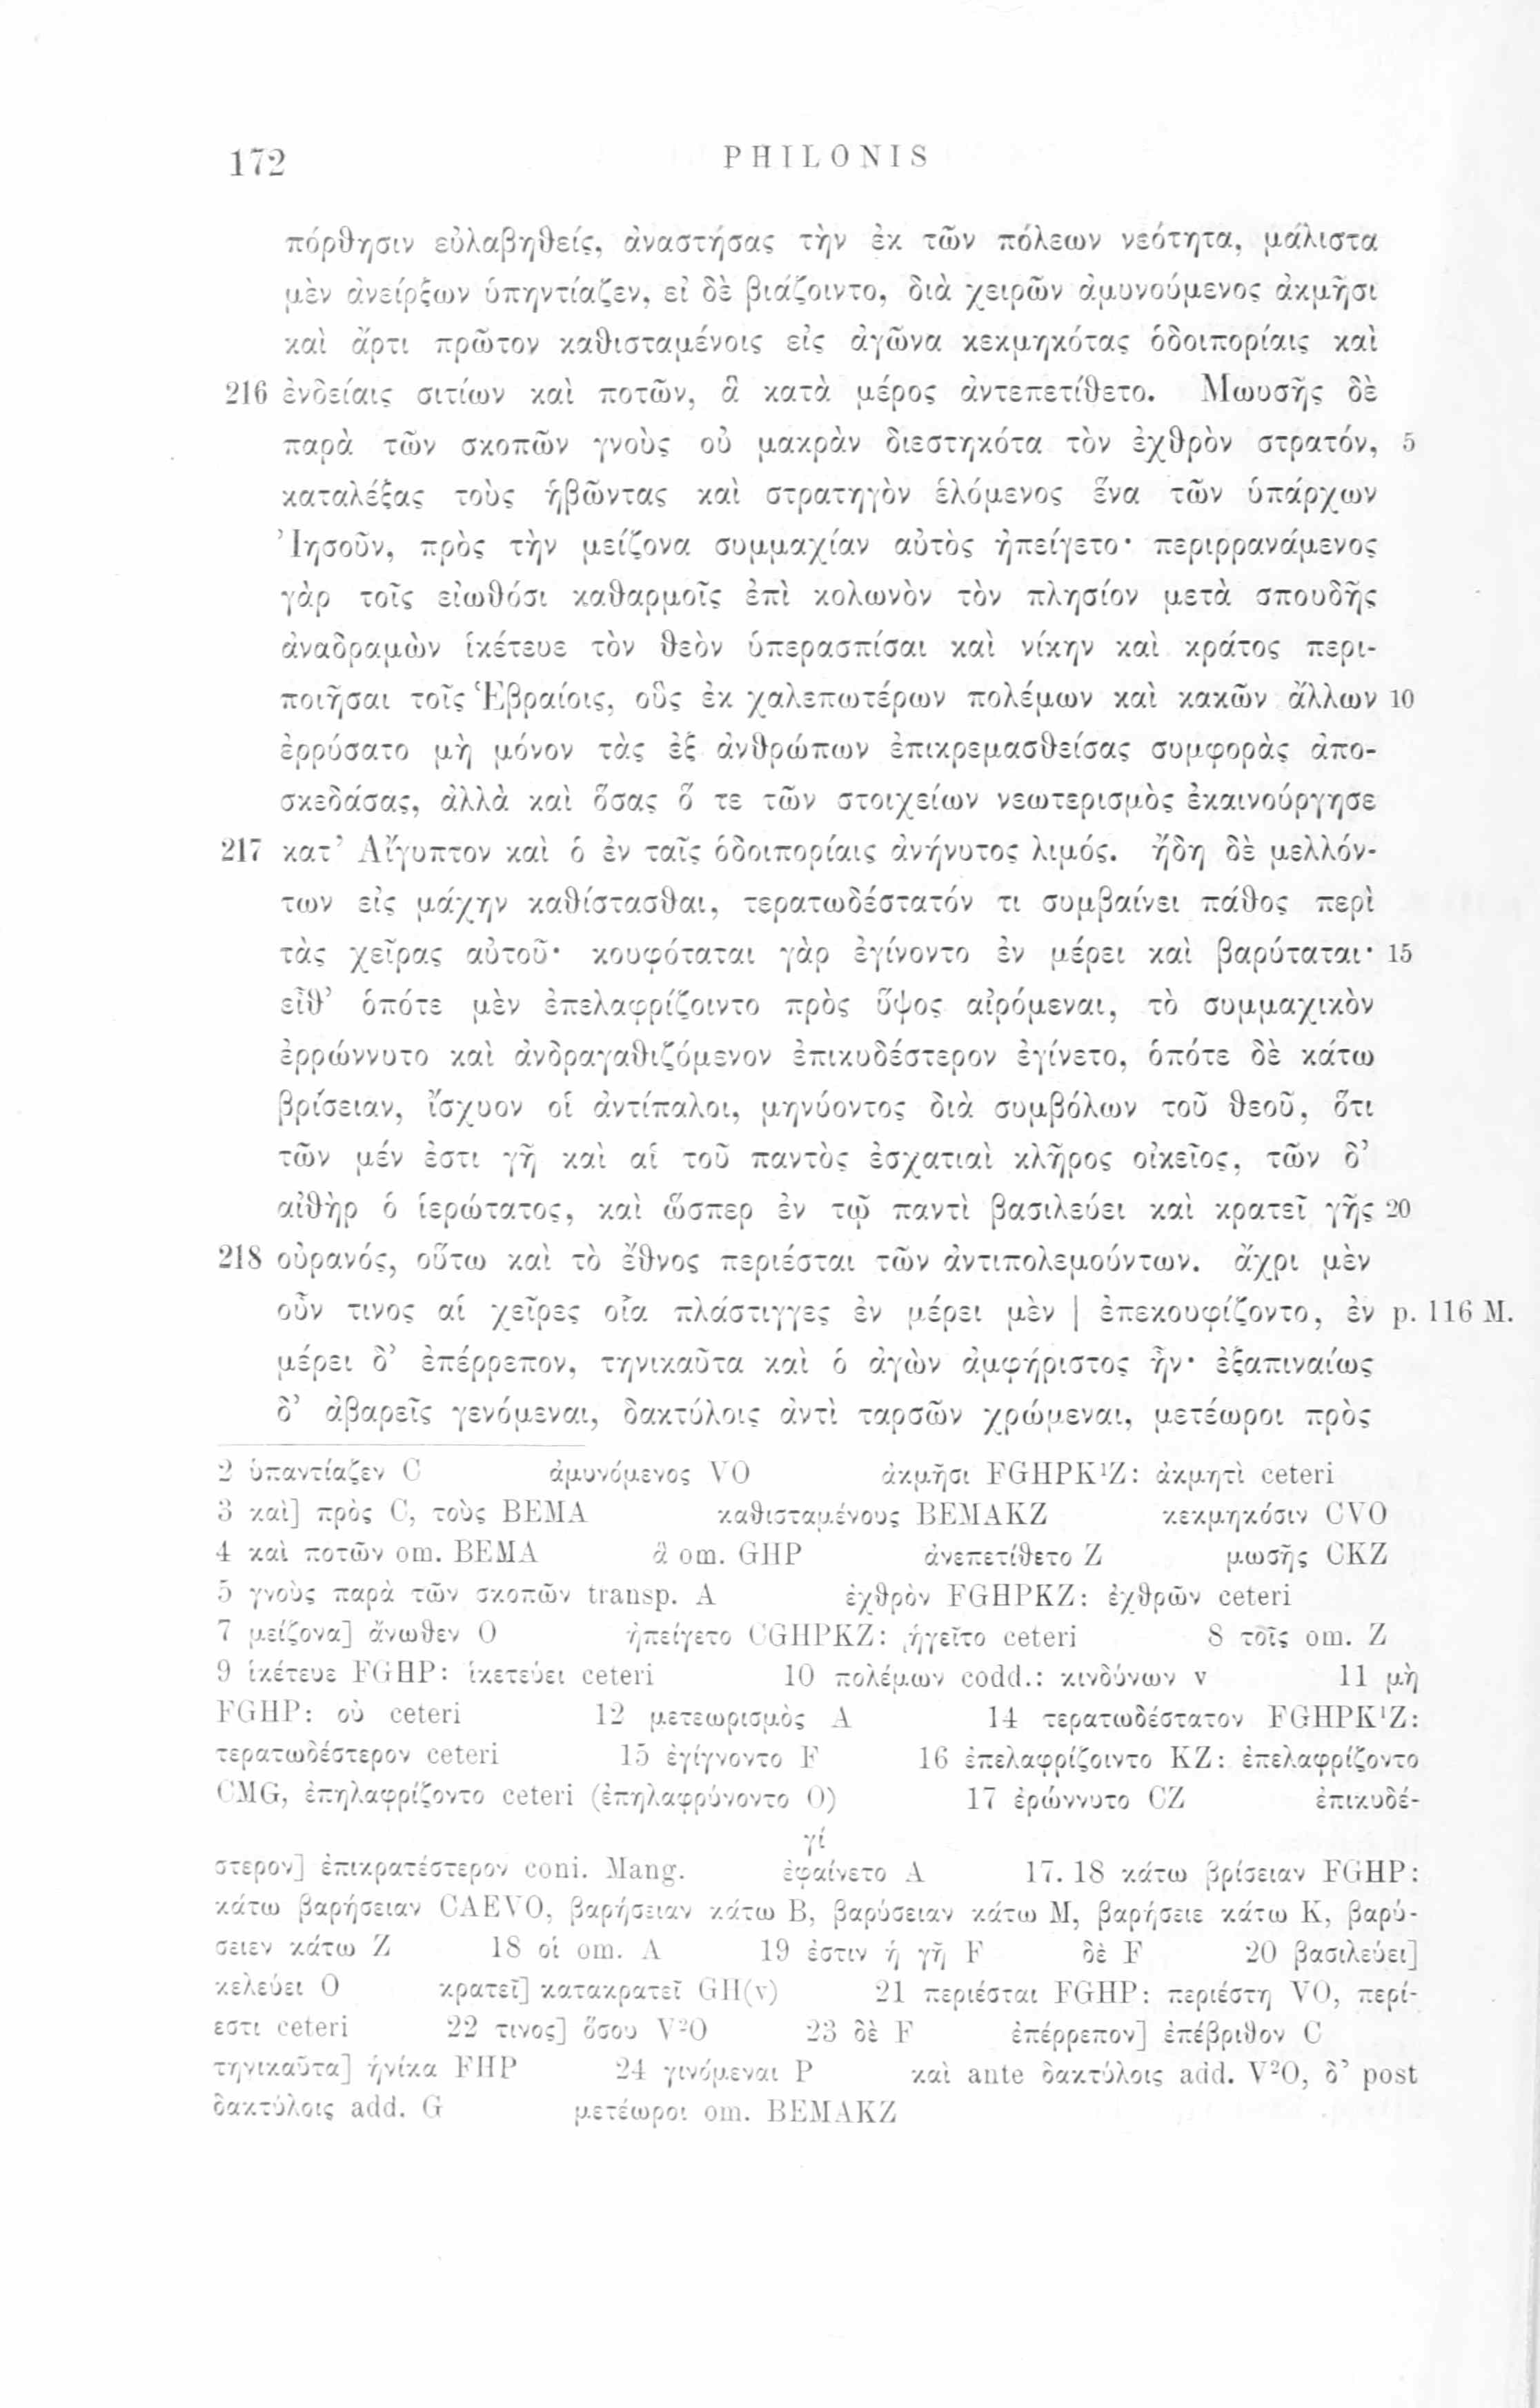 172 PHILONIS
πόρθησιν εὐλαβηθείς, ἀναστήσας τὴν ἐκ τῶν πόλεων νεότητα, μάλιστα
μὲν ἀνείρξων ὑπηντίαζεν, εἰ δὲ βιάζοιντο, διὰ χειρῶν ἀμυνούμενος ἀκμῆσι
καὶ ἄρτι πρῶτον καθισταμένοις εἰς ἀγῶνα κεκμηκότας ὁδοιπορίαις καὶ
216 ἐνδείαις σιτίων καὶ ποτῶν, ἃ κατὰ μέρος ἀντεπετίθετο. Μωυσῆς δὲ
παρὰ τῶν σκοπῶν γνοὺς οὐ μακρὰν διεστηκότα τὸν ἐχθρὸν στρατόν, 5
καταλέξας τοὺς ἡβῶντας καὶ στρατηγὸν ἑλόμενος ἕνα τῶν ὑπάρχων
Ἰησοῦν, πρὸς τὴν μείζονα συμμαχίαν αὐτὸς ἠπείγετο· περιρρανάμενος
γὰρ τοῖς εἰωθόσι καθαρμοῖς ἐπὶ κολωνὸν τὸν πλησίον μετὰ σπουδῆς
ἀναδραμὼν ἱκέτευε τὸν θεὸν ὑπερασπίσαι καὶ νίκην καὶ κράτος περι-
ποιῆσαι τοῖς Ἑβραίοις, οὓς ἐκ χαλεπωτέρων πολέμων καὶ κακῶν ἄλλων 10
ἐρρύσατο μὴ μόνον τὰς ἐξ ἀνθρώπων ἐπικρεμασθείσας συμφορὰς ἀπο-
σκεδάσας, ἀλλὰ καὶ ὅσας ὅ τε τῶν στοιχείων νεωτερισμὸς ἐκαινούργησε
217 κατ’ Αἴγυπτον καὶ ὁ ἐν ταῖς ὁδοιπορίαις ἀνήνυτος λιμός. ἤδη δὲ μελλόν-
των εἰς μάχην καθίστασθαι, τερατωδέστατόν τι συμβαίνει πάθος περὶ
τὰς χεῖρας αὐτοῦ· κουφόταται γὰρ ἐγίνοντο ἐν μέρει καὶ βαρύταται· 15
εἶθ’ ὁπότε μὲν ἐπελαφρίζοιντο πρὸς ὕψος αἰρόμεναι, τὸ συμμαχικὸν
ἐρρώννυτο καὶ ἀνδραγαθιζόμενον ἐπικυδέστερον ἐγίνετο, ὁπότε δὲ κάτω
βρίσειαν, ἴσχυον οἱ ἀντίπαλοι, μηνύοντος διὰ συμβόλων τοῦ θεοῦ, ὅτι
τῶν μέν ἐστι γῆ καὶ αἱ τοῦ παντὸς ἐσχατιαὶ κλῆρος οἰκεῖος, τῶν δ’
αἰθὴρ ὁ ἱερώτατος, καὶ ὥσπερ ἐν τῷ παντὶ βασιλεύει καὶ κρατεῖ γῆς 20
218 οὐρανός, οὕτω καὶ τὸ ἔθνος περιέσται τῶν ἀντιπολεμούντων. ἄχρι μὲν
οὖν τινος αἱ χεῖρες οἷα πλάστιγγες ἐν μέρει μὲν | ἐπεκουφίζοντο, ἐν p. 116 M.
μέρει δ’ ἐπέρρεπον, τηνικαῦτα καὶ ὁ ἀγὼν ἀμφήριστος ἦν· ἐξαπιναίως
δ’ ἀβαρεῖς γενόμεναι, δακτύλοις ἀντὶ ταρσῶν χρώμεναι, μετέωροι πρὸς
2 ὑπαντίαζεν C ἀμυνόμενος VO ἀκμῆσι FGHPK¹Z: ἀκμητὶ ceteri
3 καὶ] πρὸς C, τοὺς BEMA καθισταμένους BEMAKZ κεκμηκόσιν CVO
4 καὶ ποτῶν om. BEMA ἃ om. GHP ἀνεπετίθετο Z μωσῆς CKZ
5 γνοὺς παρὰ τῶν σκοπῶν transp. A ἐχθρὸν FGHPKZ: ἐχθρῶν ceteri
7 μείζονα] ἄνωθεν O ἠπείγετο CGHPKZ: ἡγεῖτο ceteri 8 τοῖς om. Z
9 ἱκέτευε FGHP: ἱκετεύει ceteri 10 πολέμων codd.: κινδύνων v 11 μὴ
FGHP: οὐ ceteri 12 μετεωρισμὸς A 14 τερατωδέστατον FGHPK¹Z:
τερατωδέστερον ceteri 15 ἐγίγνοντο F 16 ἐπελαφρίζοιντο KZ: ἐπελαφρίζοντο
CMG, ἐπηλαφρίζοντο ceteri (ἐπηλαφρύνοντο O) 17 ἐρώννυτο CZ ἐπικυδέ-
γί
στερον] ἐπικρατέστερον coni. Mang. ἐφαίνετο A 17. 18 κάτω βρίσειαν FGHP:
κάτω βαρήσειαν CAEVO, βαρήσειαν κάτω B, βαρύσειαν κάτω M, βαρήσειε κάτω K, βαρύ-
σειεν κάτω Z 18 οἱ om. A 19 ἐστιν ἡ γῆ F δὲ F 20 βασιλεύει]
κελεύει O κρατεῖ] κατακρατεῖ GH(v) 21 περιέσται FGHP: περιέστη VO, περί-
εστι ceteri 22 τινος] ὅσου V²O 23 δὲ F ἐπέρρεπον] ἐπέβριθον C
τηνικαῦτα] ἡνίκα FHP 24 γινόμεναι P καὶ ante δακτύλοις add. V²O, δ’ post
δακτύλοις add. G μετέωροι om. BEMAKZ